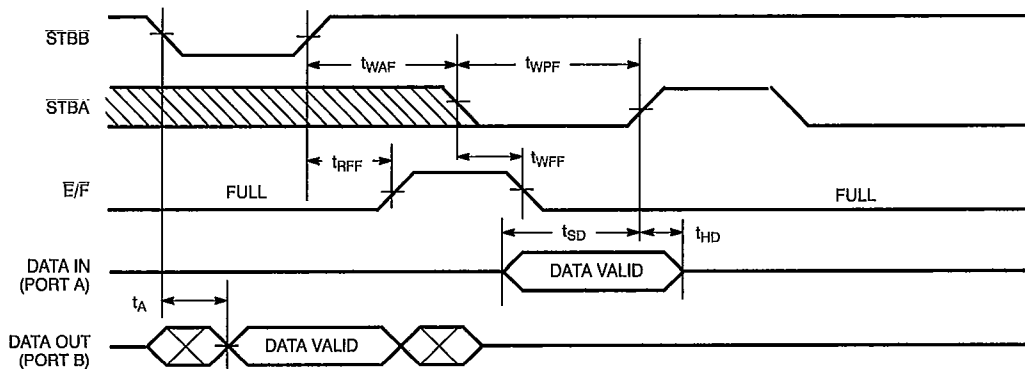 STBB
tWAF tWPF
STBA
tRFF tWFF
E/F FULL FULL
tSD tHD
DATA IN
(PORT A) DATA VALID
tA
DATA OUT
(PORT B) DATA VALID